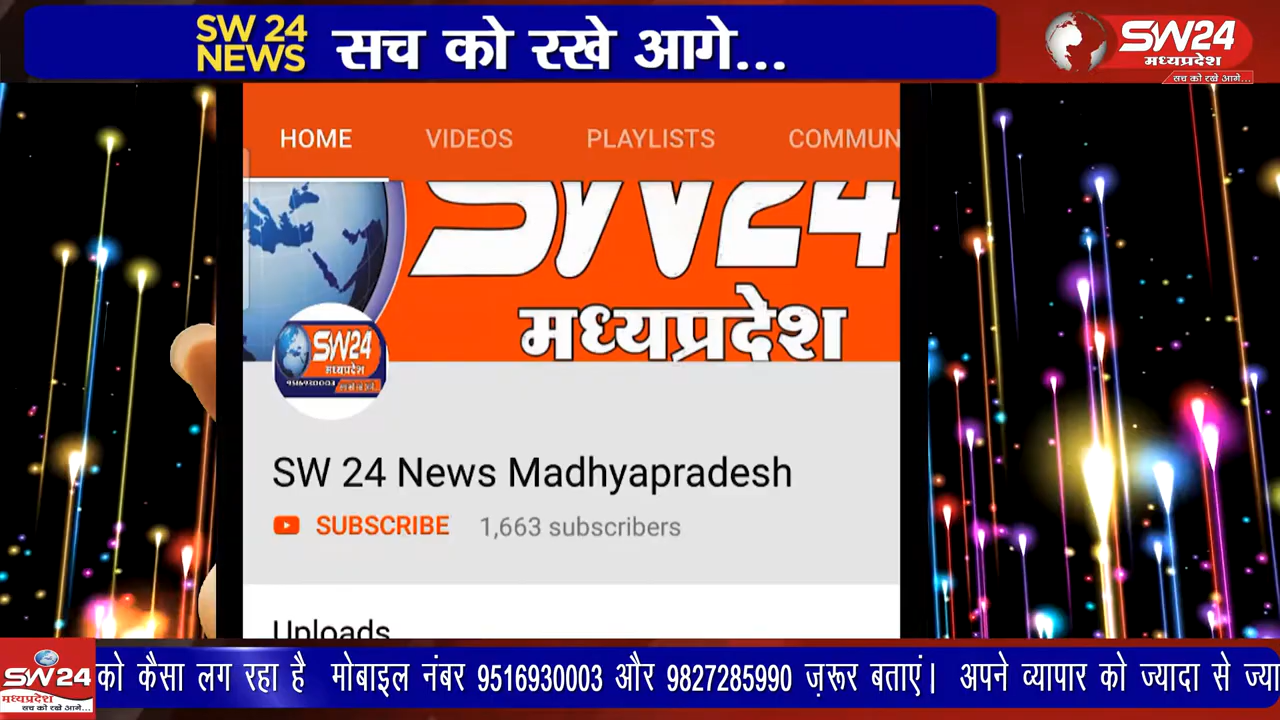 SW 24
NEWS
सच को रखे आगे...
SW24
मध्यप्रदेश
सच को रखे आगे...
HOME VIDEOS PLAYLISTS COMMUN
SW24
मध्यप्रदेश
SW24
मध्यप्रदेश
9516930003
SW 24 News Madhyapradesh
SUBSCRIBE 1,663 subscribers
Uploads
SW24
मध्यप्रदेश
सच को रखे आगे...
को कैसा लग रहा है मोबाइल नंबर 9516930003 और 9827285990 ज़रूर बताएं। अपने व्यापार को ज्यादा से ज्या